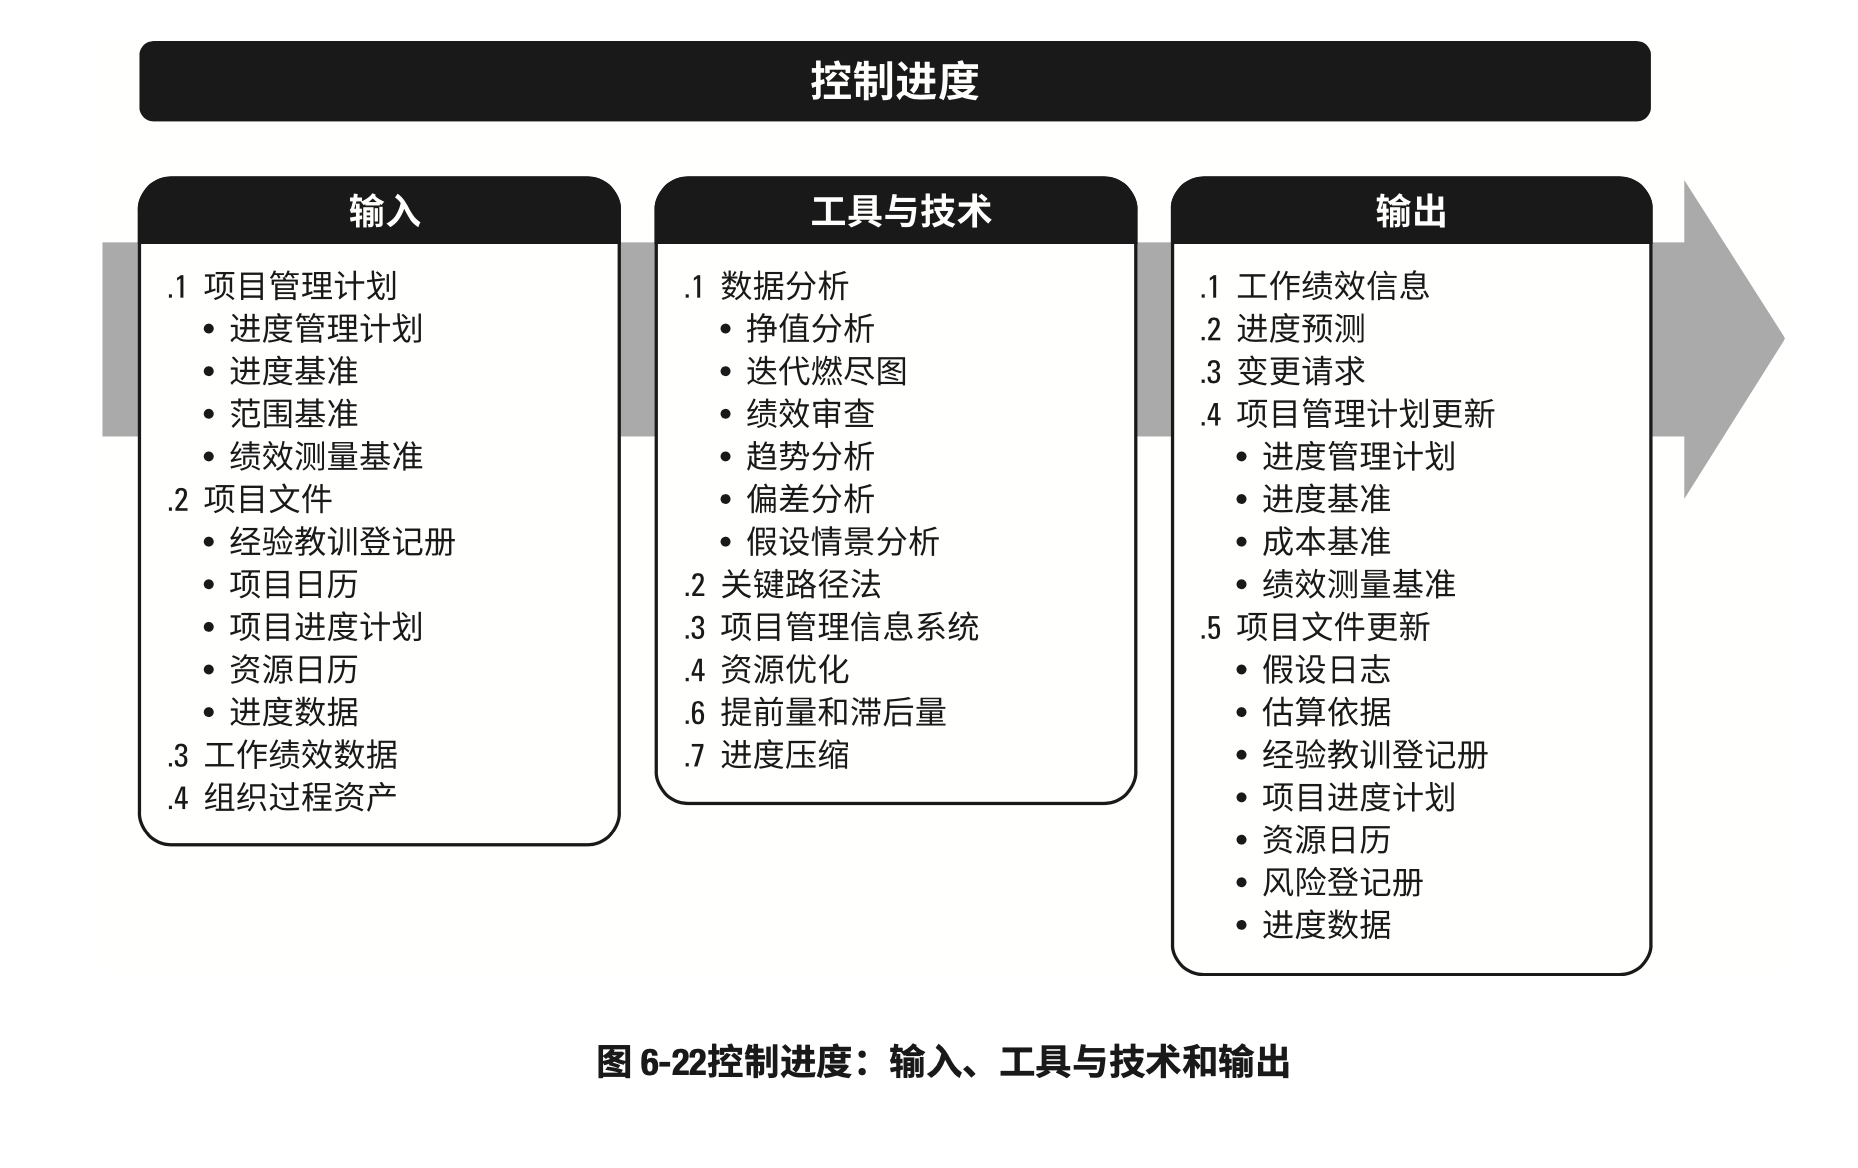 控制进度
输入
.1 项目管理计划
• 进度管理计划
• 进度基准
• 范围基准
• 绩效测量基准
.2 项目文件
• 经验教训登记册
• 项目日历
• 项目进度计划
• 资源日历
• 进度数据
.3 工作绩效数据
.4 组织过程资产
工具与技术
.1 数据分析
• 挣值分析
• 迭代燃尽图
• 绩效审查
• 趋势分析
• 偏差分析
• 假设情景分析
.2 关键路径法
.3 项目管理信息系统
.4 资源优化
.6 提前量和滞后量
.7 进度压缩
输出
.1 工作绩效信息
.2 进度预测
.3 变更请求
.4 项目管理计划更新
• 进度管理计划
• 进度基准
• 成本基准
• 绩效测量基准
.5 项目文件更新
• 假设日志
• 估算依据
• 经验教训登记册
• 项目进度计划
• 资源日历
• 风险登记册
• 进度数据
图 6-22控制进度：输入、工具与技术和输出